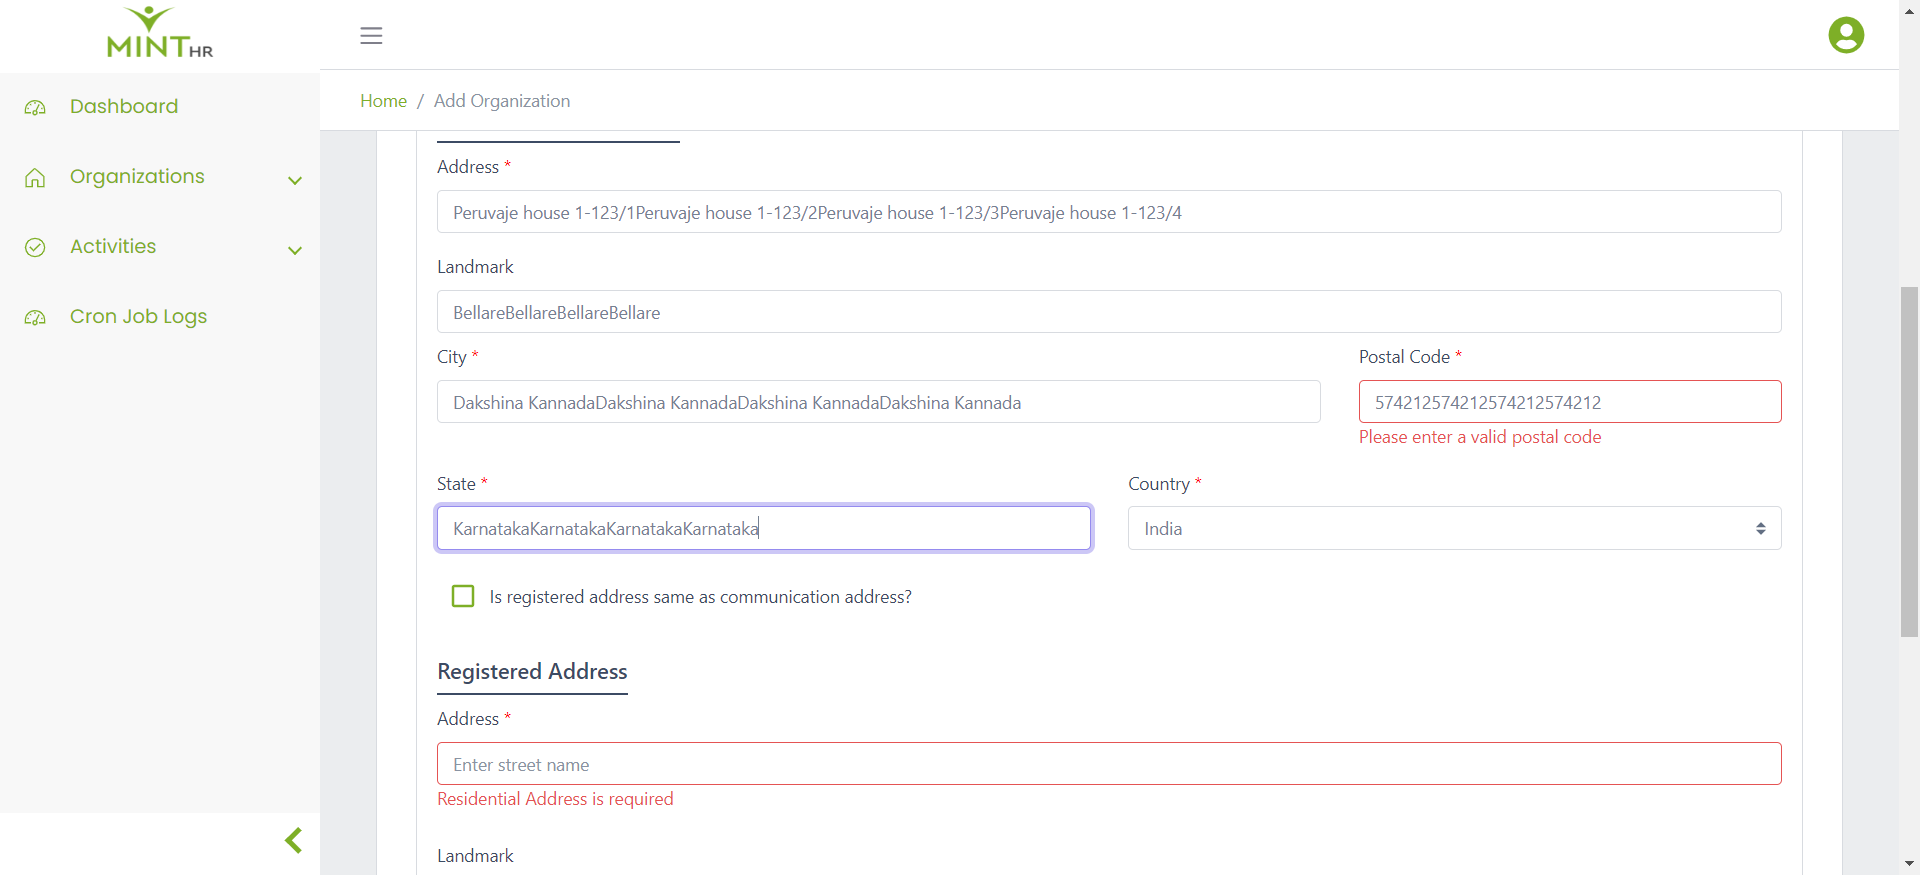 MINT HR
Dashboard
Organizations
Activities
Cron Job Logs
Home / Add Organization
Address *
Peruvaje house 1-123/1Peruvaje house 1-123/2Peruvaje house 1-123/3Peruvaje house 1-123/4
Landmark
BellareBellareBellareBellare
City * Postal Code *
Dakshina KannadaDakshina KannadaDakshina KannadaDakshina Kannada 574212574212574212574212
Please enter a valid postal code
State * Country *
KarnatakaKarnatakaKarnatakaKarnataka India
Is registered address same as communication address?
Registered Address
Address *
Enter street name
Residential Address is required
Landmark